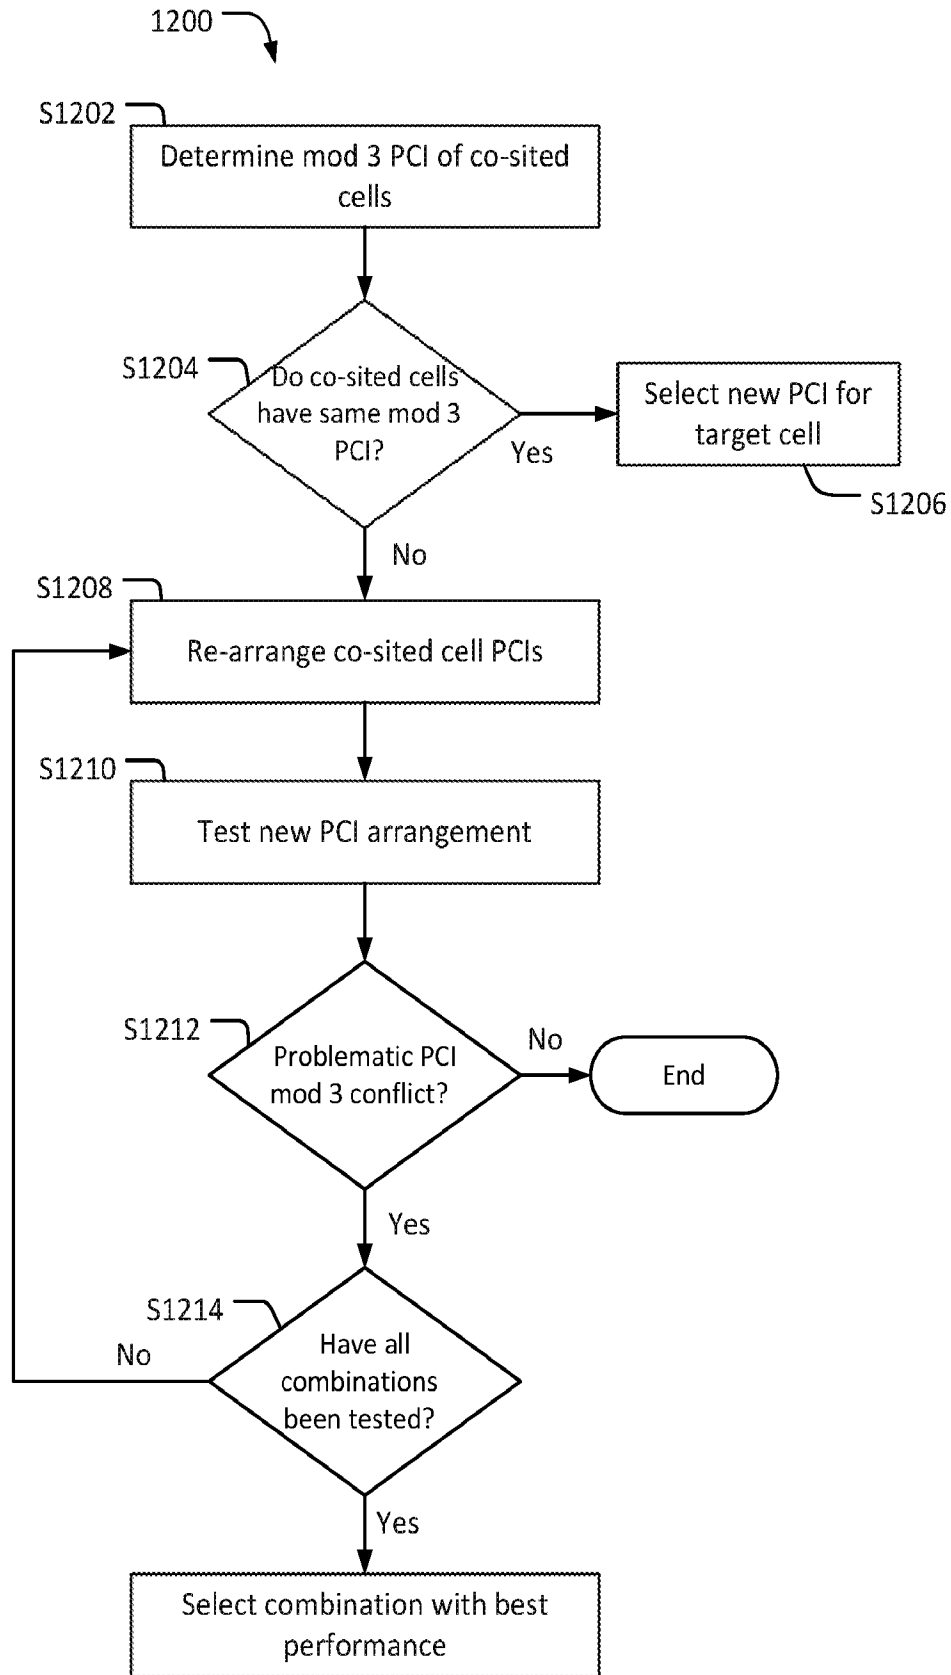 1200
S1202
Determine mod 3 PCI of co-sited
cells
S1204
Do co-sited cells
have same mod 3
PCI?
Yes
Select new PCI for
target cell
S1206
No
S1208
Re-arrange co-sited cell PCIs
S1210
Test new PCI arrangement
S1212
Problematic PCI
mod 3 conflict?
No
End
Yes
S1214
Have all
combinations
been tested?
No
Yes
Select combination with best
performance